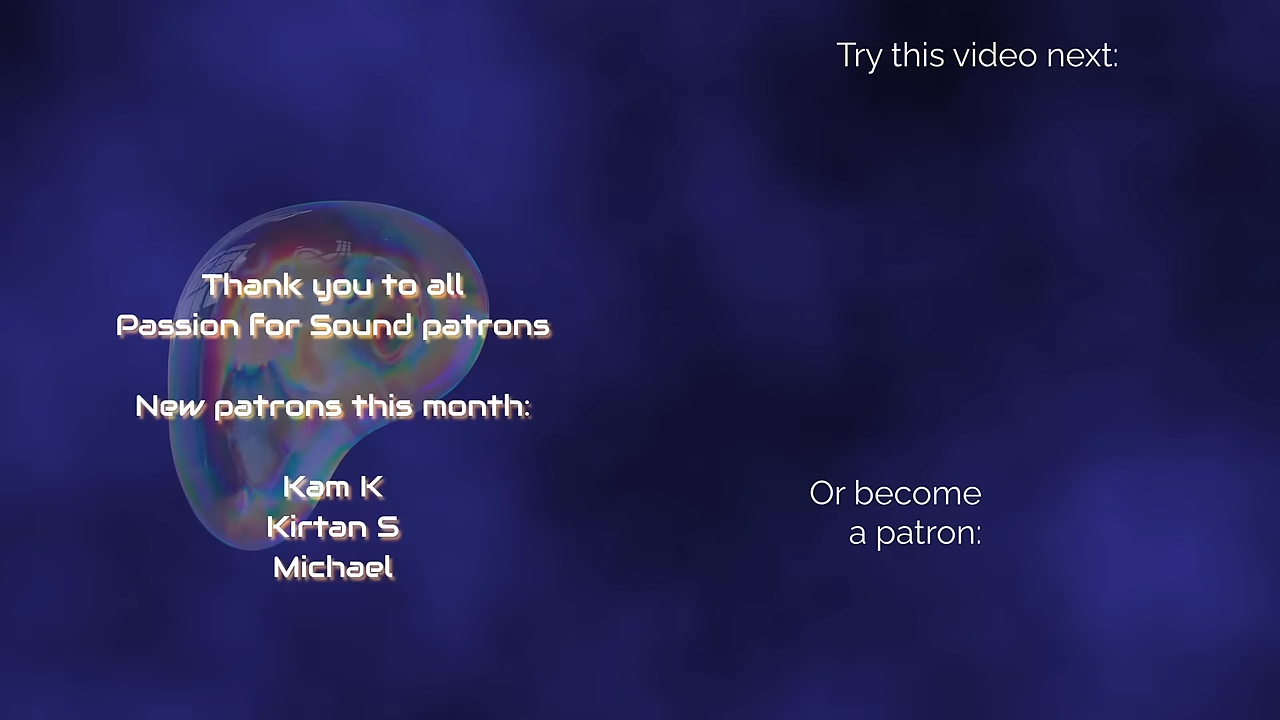 Try this video next:
Thank you to all
Passion for Sound patrons
New patrons this month:
Kam K
Kirtan S
Michael
Or become
a patron: